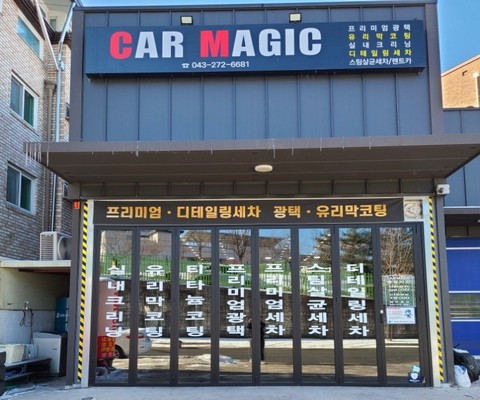 CAR MAGIC
☎ 043-272-6681
프리미엄광택
유리막코팅
실내크리닝
디테일링세차
스팀살균세차/렌트카
프리미엄 · 디테일링세차 광택 · 유리막코팅
실내크리닝
유리막코팅
티타늄코팅
프리미엄광택
프리미엄세차
스팀살균세차
디테일링세차